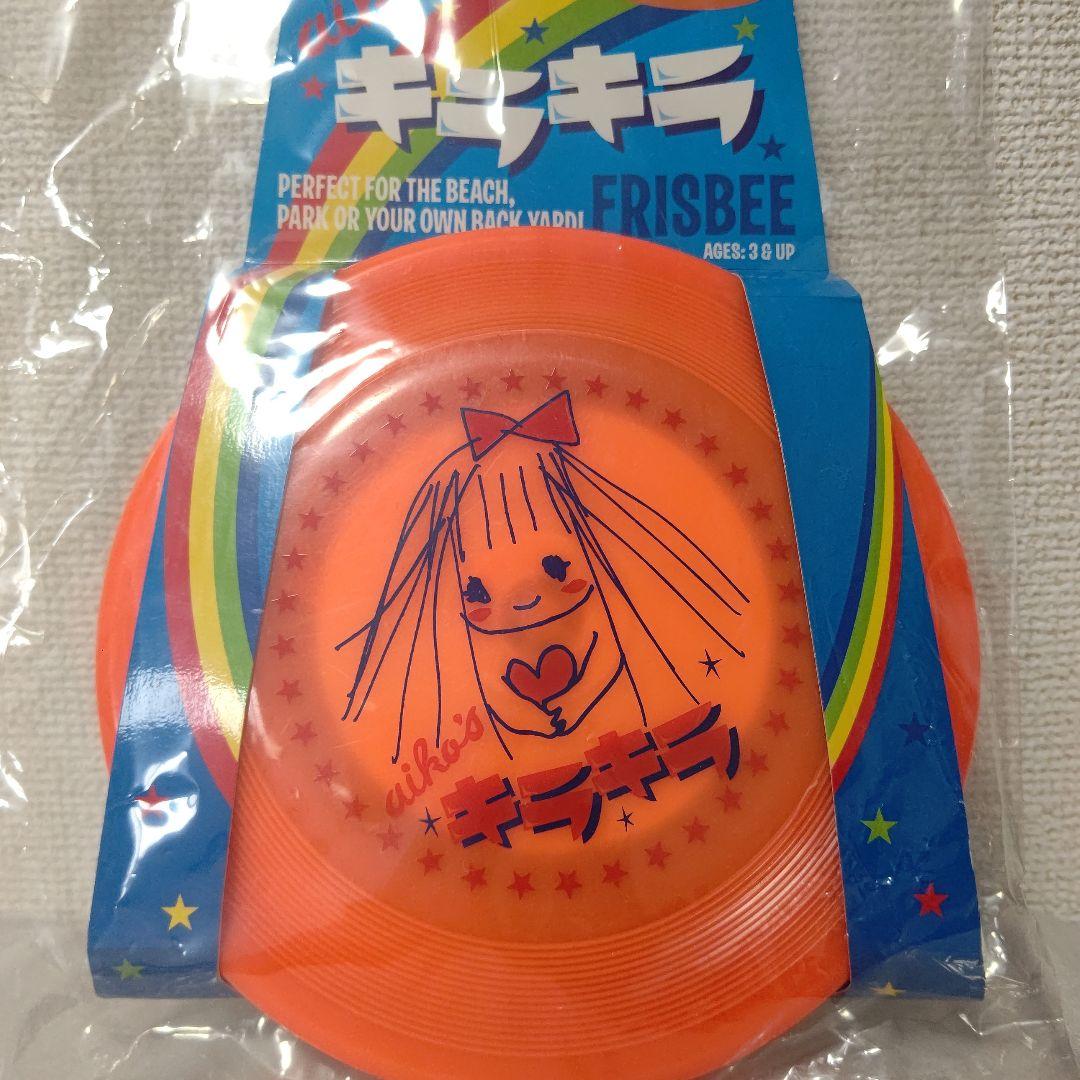 キラキラ
PERFECT FOR THE BEACH,
PARK OR YOUR OWN BACK YARD!
FRISBEE
AGES: 3 & UP
aiko's
キラキラ